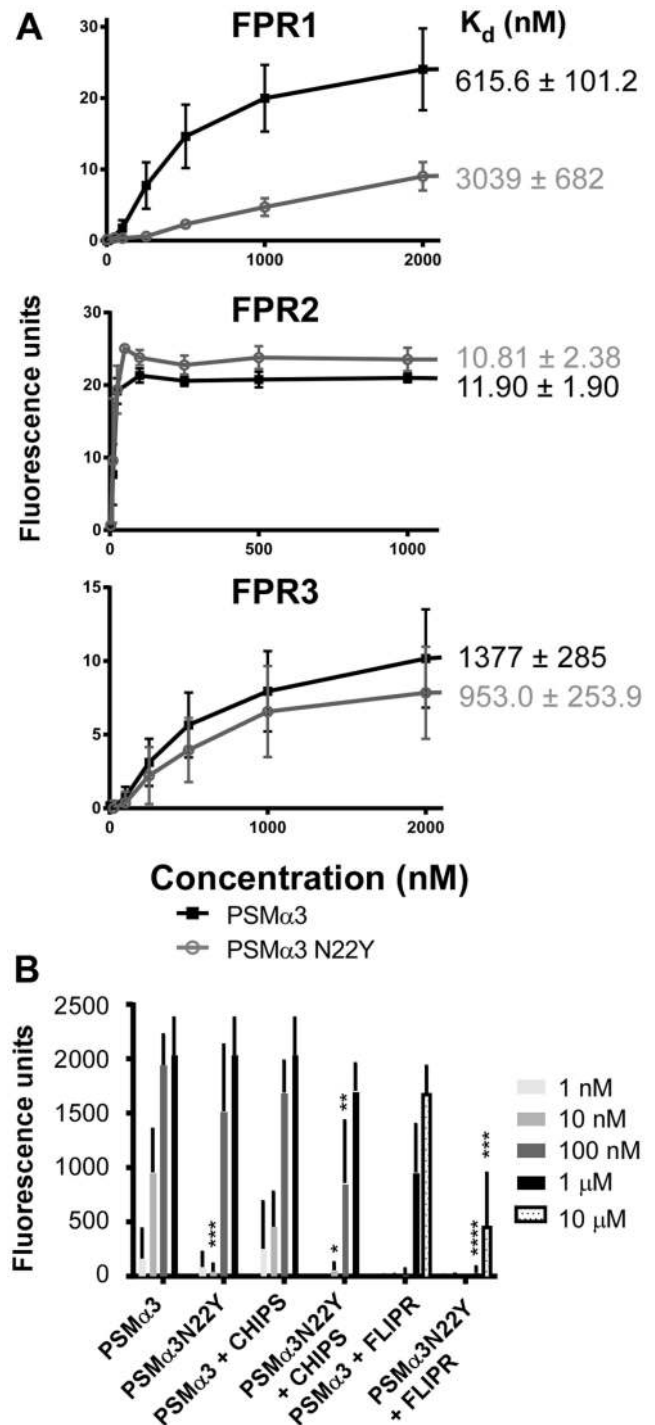 A
FPR1
Kd (nM)
30
20
10
0
0 1000 2000
615.6 ± 101.2
3039 ± 682
FPR2
30
20
10
0
0 500 1000
10.81 ± 2.38
11.90 ± 1.90
Fluorescence units
FPR3
15
10
5
0
0 1000 2000
1377 ± 285
953.0 ± 253.9
Concentration (nM)
PSMα3
PSMα3 N22Y
B
Fluorescence units
2500
2000
1500
1000
500
0
***
*
**
****
***
1 nM
10 nM
100 nM
1 μM
10 μM
PSMα3
PSMα3N22Y
PSMα3 + CHIPS
PSMα3N22Y
+ CHIPS
PSMα3 + FLIPR
PSMα3N22Y
+ FLIPR